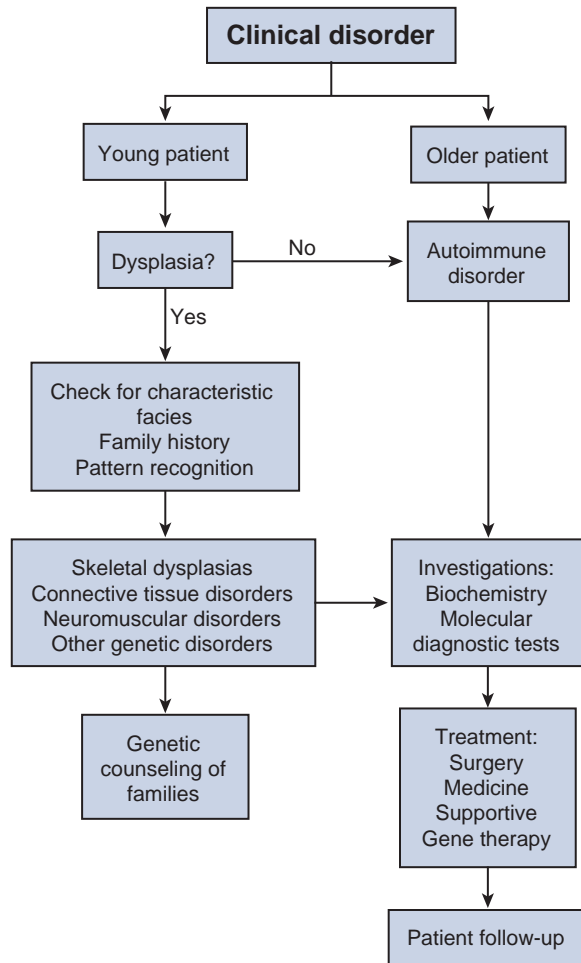 Clinical disorder
Young patient
Older patient
Dysplasia?
No
Autoimmune
disorder
Yes
Check for characteristic
facies
Family history
Pattern recognition
Skeletal dysplasias
Connective tissue disorders
Neuromuscular disorders
Other genetic disorders
Investigations:
Biochemistry
Molecular
diagnostic tests
Genetic
counseling of
families
Treatment:
Surgery
Medicine
Supportive
Gene therapy
Patient follow-up